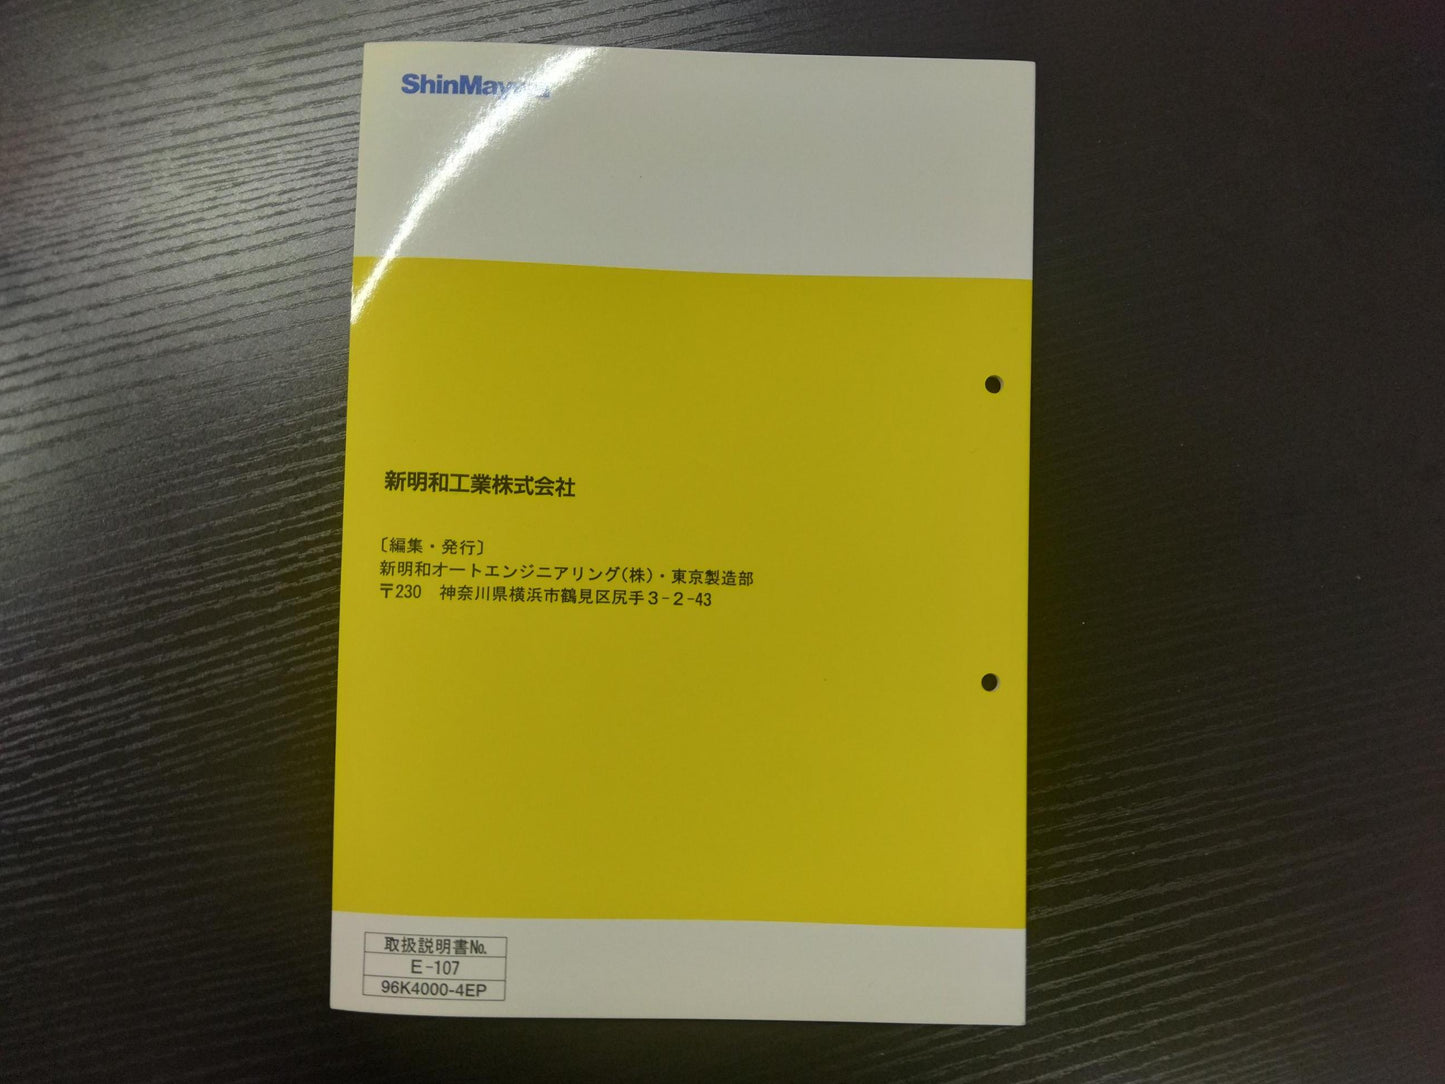 ShinMaywa
新明和工業株式会社
〔編集・発行〕
新明和オートエンジニアリング(株)・東京製造部
〒230 神奈川県横浜市鶴見区尻手3-2-43
取扱説明書No.
E-107
96K4000-4EP